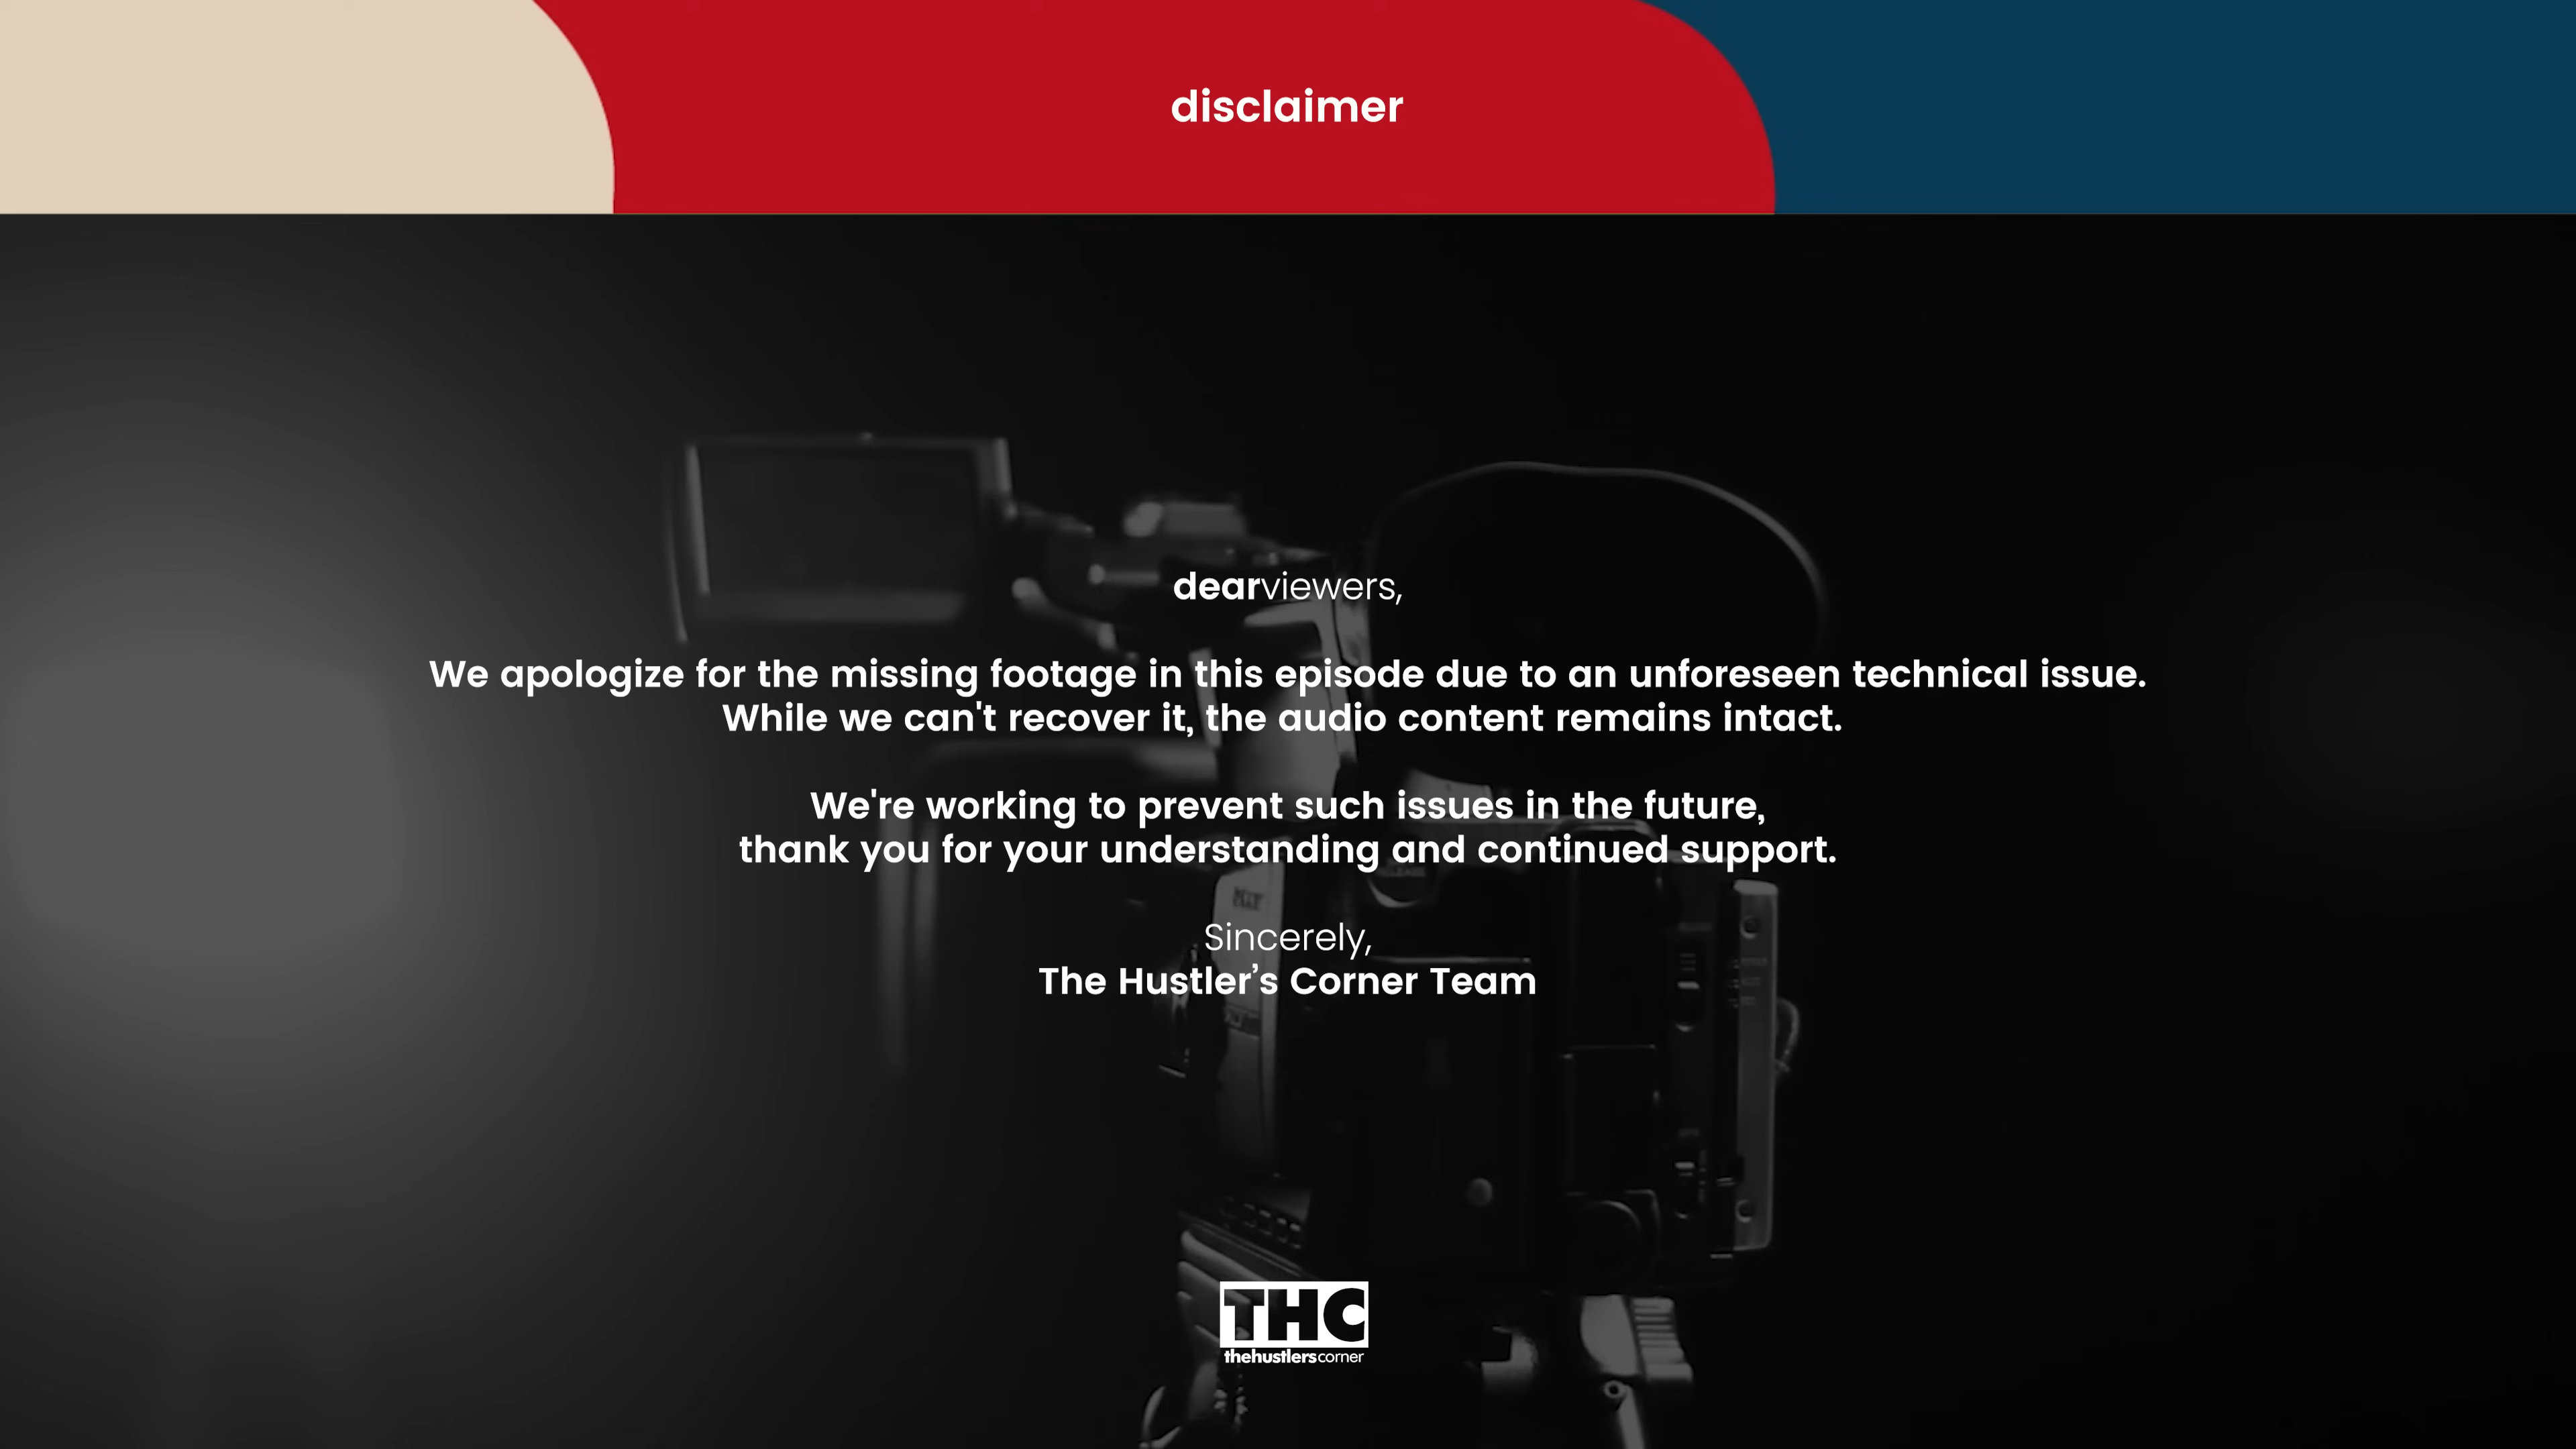 disclaimer
dearviewers,
We apologize for the missing footage in this episode due to an unforeseen technical issue.
While we can't recover it, the audio content remains intact.
We're working to prevent such issues in the future,
thank you for your understanding and continued support.
Sincerely,
The Hustler’s Corner Team
THC
thehustlerscorner